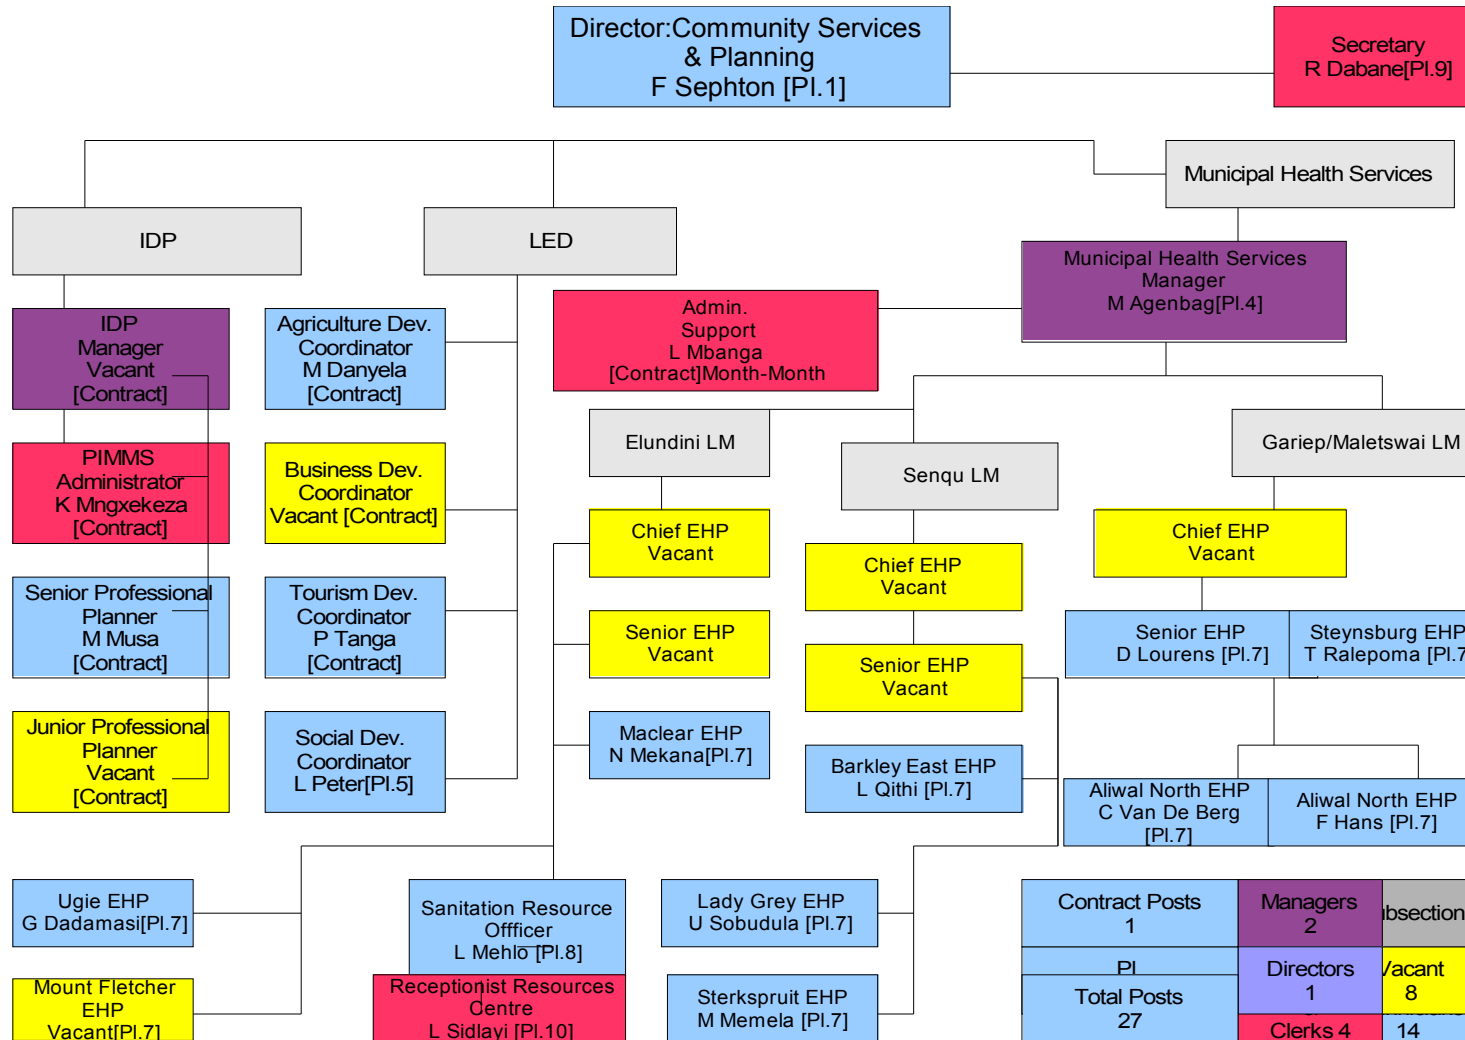 Director:Community Services
& Planning
F Sephton [Pl.1]
Secretary
R Dabane[Pl.9]
Municipal Health Services
IDP
LED
Municipal Health Services
Manager
M Agenbag[Pl.4]
Admin.
Support
L Mbanga
[Contract]Month-Month
IDP
Manager
Vacant
[Contract]
Agriculture Dev.
Coordinator
M Danyela
[Contract]
Elundini LM
Senqu LM
Gariep/Maletswai LM
PIMMS
Administrator
K Mngxekeza
[Contract]
Business Dev.
Coordinator
Vacant [Contract]
Chief EHP
Vacant
Chief EHP
Vacant
Chief EHP
Vacant
Senior Professional
Planner
M Musa
[Contract]
Tourism Dev.
Coordinator
P Tanga
[Contract]
Senior EHP
Vacant
Senior EHP
Vacant
Senior EHP
D Lourens [Pl.7]
Steynsburg EHP
T Ralepoma [Pl.7
Junior Professional
Planner
Vacant
[Contract]
Social Dev.
Coordinator
L Peter[Pl.5]
Maclear EHP
N Mekana[Pl.7]
Barkley East EHP
L Qithi [Pl.7]
Aliwal North EHP
C Van De Berg
[Pl.7]
Aliwal North EHP
F Hans [Pl.7]
Ugie EHP
G Dadamasi[Pl.7]
Sanitation Resource
Offficer
L Mehlo [Pl.8]
Lady Grey EHP
U Sobudula [Pl.7]
Contract Posts
1
Managers
2
ubsection
Mount Fletcher
EHP
Vacant[Pl.7]
Receptionist Resources
Centre
L Sidlayi [Pl.10]
Sterkspruit EHP
M Memela [Pl.7]
Pl
Total Posts
27
Directors
1
Vacant
8
Clerks 4
14